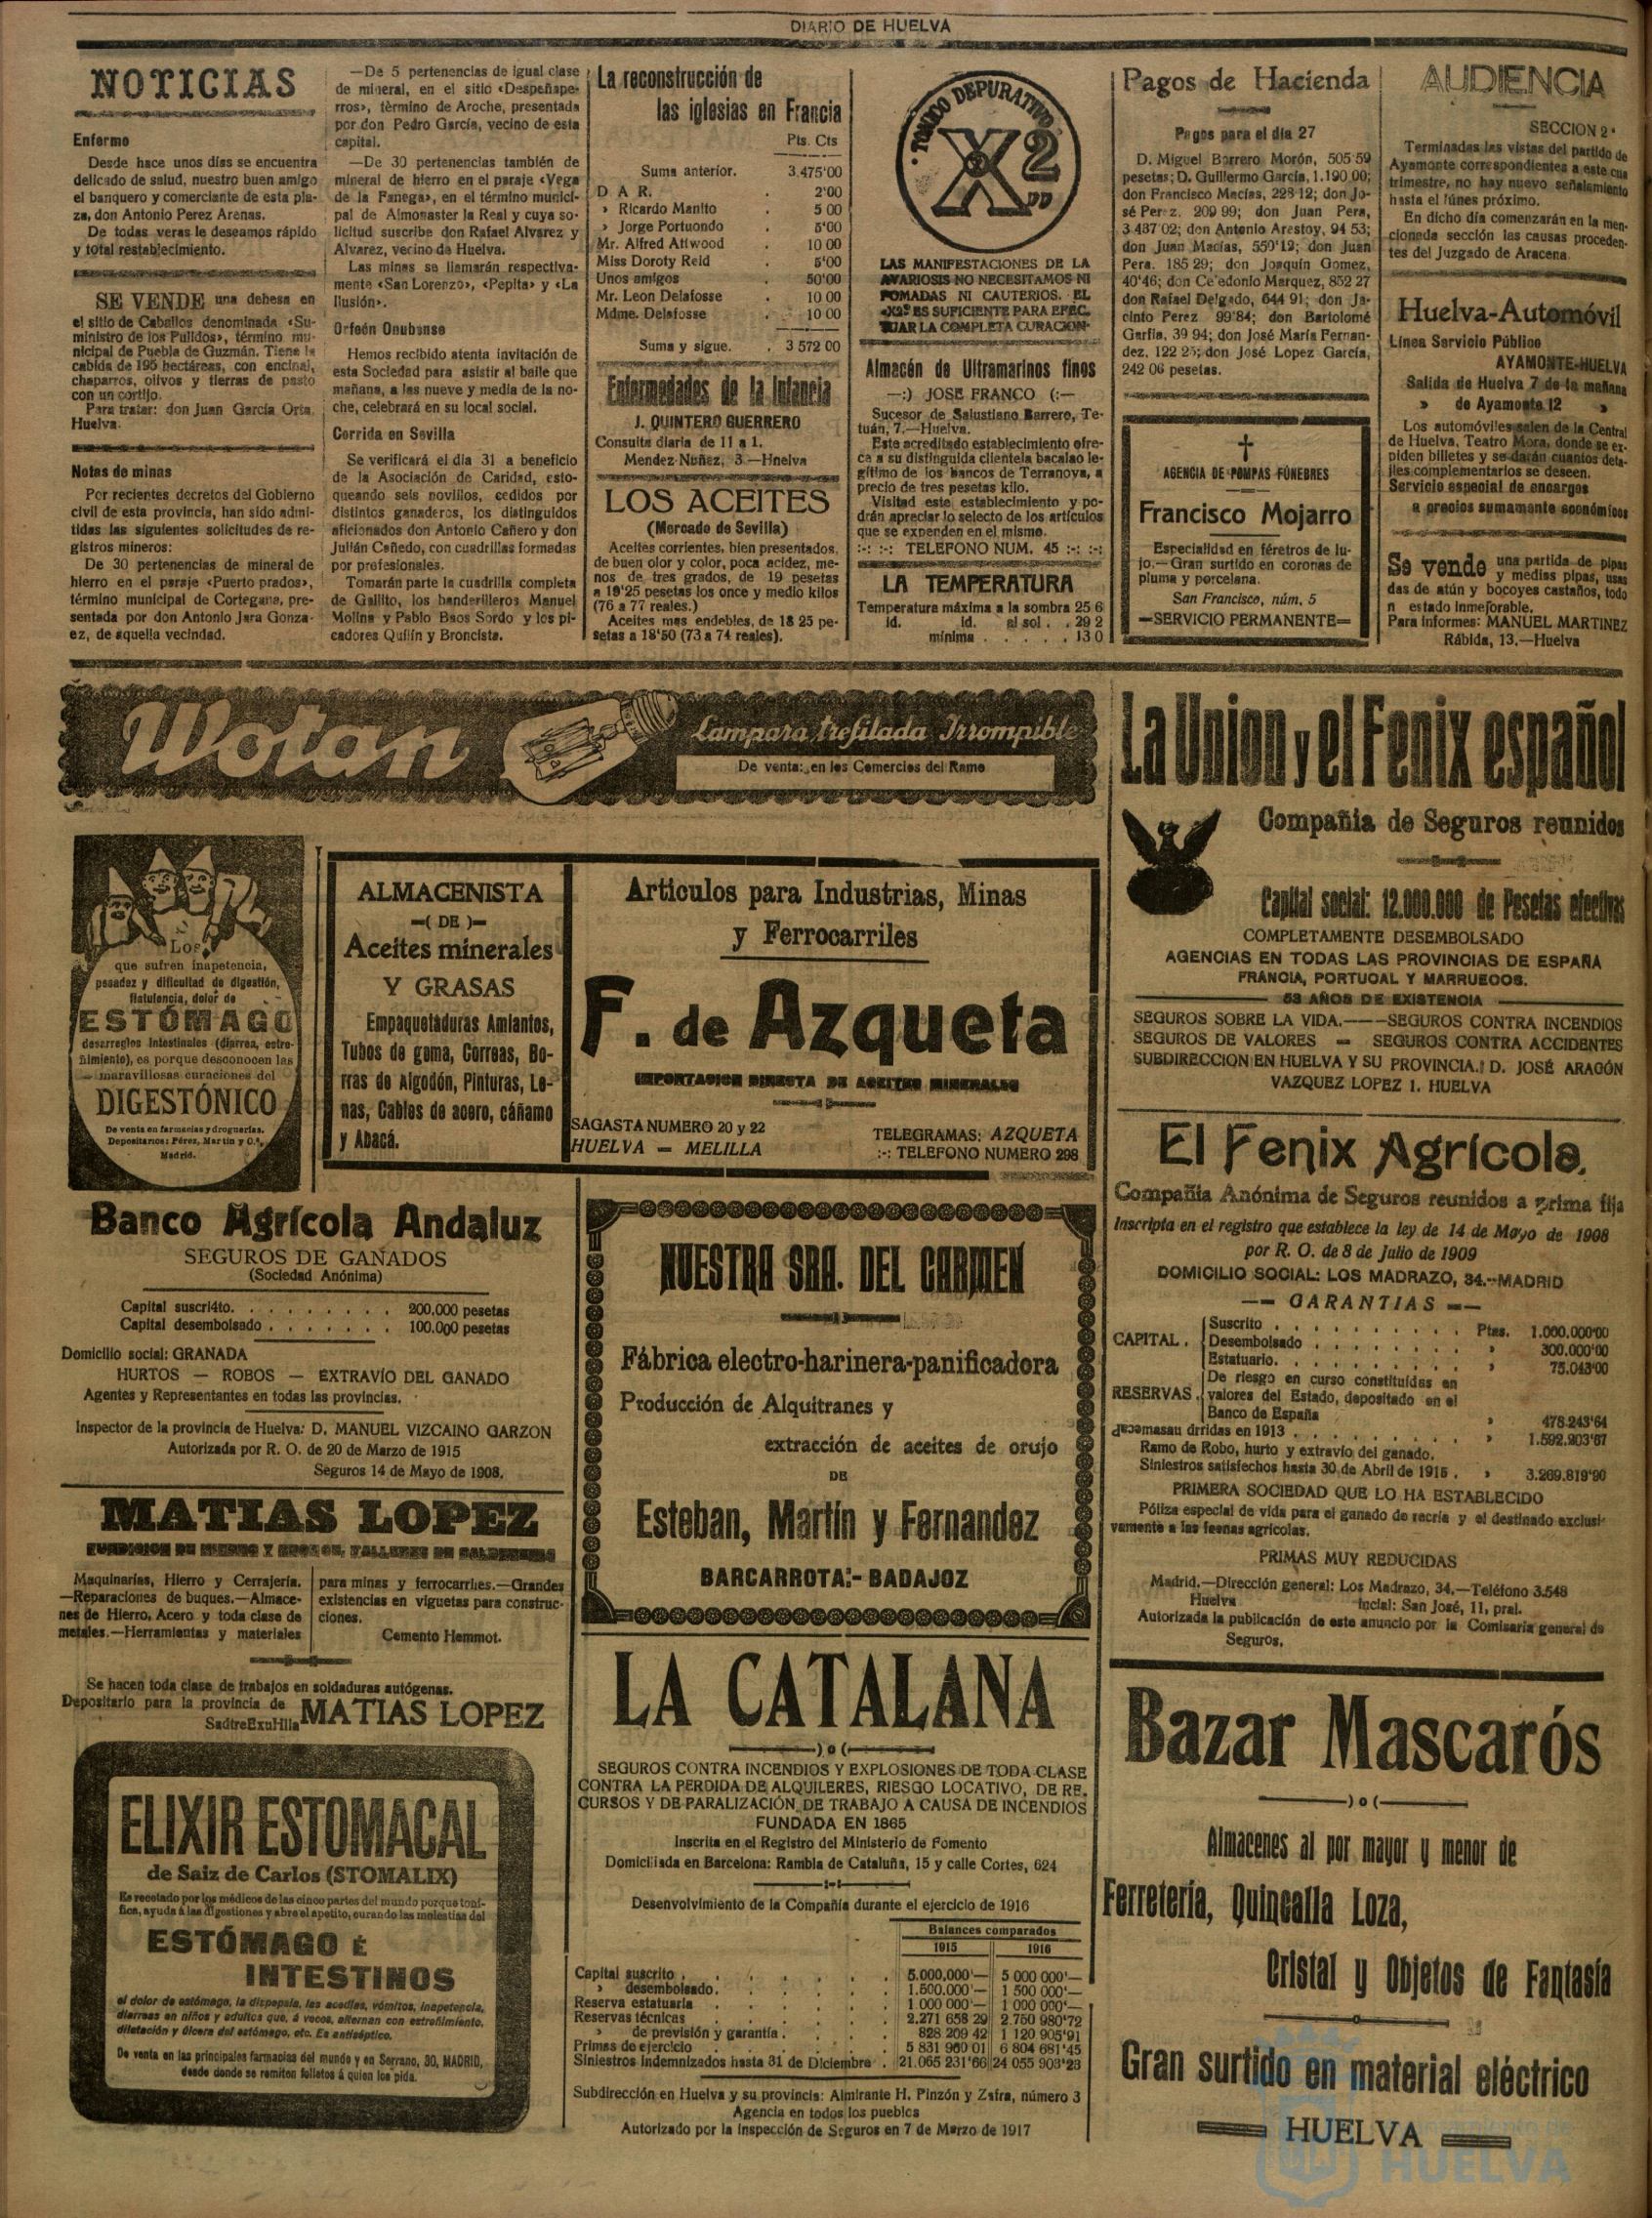 DIARIO DE HUELVA
NOTICIAS
Enfermo
Desde hace unos días se encuentra
delicado de salud, nuestro buen amigo
el banquero y comerciante de esta pla-
za, don Antonio Perez Arenas.
De todas veras le deseamos rápido
y total restablecimiento.
SE VENDE una dehesa en
el sitio de Caballos denominada «Su-
ministro de los Pulidos», término mu-
nicipal de Puebla de Guzmán. Tiene la
cabida de 195 hectáreas, con encinal,
chaparros, olivos y tierras de pasto
con un cortijo.
Para tratar: don Juan García Orta.
Huelva.
Notas de minas
Por recientes decretos del Gobierno
civil de esta provincia, han sido admi-
tidas las siguientes solicitudes de re-
gistros mineros:
De 30 pertenencias de mineral de
hierro en el paraje «Puerto prados»,
término municipal de Cortegana, pre-
sentada por don Antonio Jara Gonza-
ez, de aquella vecindad.
—De 5 pertenencias de igual clase
de mineral, en el sitio «Despeñape-
rros», término de Aroche, presentada
por don Pedro García, vecino de esta
capital.
—De 30 pertenencias también de
mineral de hierro en el paraje «Vega
de la Fanega», en el término munici-
pal de Almonaster la Real y cuya so-
licitud suscribe don Rafael Alvarez y
Alvarez, vecino de Huelva.
Las minas se llamarán respectiva-
mente «San Lorenzo», «Pepita» y «La
Ilusión».
Orfeón Onubense
Hemos recibido atenta invitación de
esta Sociedad para asistir al baile que
mañana, a las nueve y media de la no-
che, celebrará en su local social.
Corrida en Sevilla
Se verificará el día 31 a beneficio
de la Asociación de Caridad, esto-
queando seis novillos, cedidos por
distintos ganaderos, los distinguidos
aficionados don Antonio Cañero y don
Julián Cañedo, con cuadrillas formadas
por profesionales.
Tomarán parte la cuadrilla completa
de Gallito, los banderilleros Manuel
Molina y Pablo Baos Sordo y los pi-
cadores Quilín y Broncista.
La reconstrucción de
las iglesias en Francia
Pts. Cts
Suma anterior. 3.475'00
D A R. . 2'00
» Ricardo Manito . 5 00
» Jorge Portuondo . 5'00
Mr. Alfred Attwood . 10 00
Miss Doroty Reid . 5'00
Unos amigos . 50'00
Mr. Leon Delafosse . 10 00
Mdme. Delafosse . 10 00
Suma y sigue. . 3 572 00
Enfermedades de la Infancia
J. QUINTERO GUERRERO
Consulta diaria de 11 a 1.
Mendez Nuñez, 3.—Hnelva
LOS ACEITES
(Mercado de Sevilla)
Aceites corrientes, bien presentados,
de buen olor y color, poca acidez, me-
nos de tres grados, de 19 pesetas
a 19'25 pesetas los once y medio kilos
(76 a 77 reales.)
Aceites mas endebles, de 18 25 pe-
setas a 18'50 (73 a 74 reales).
TONICO DEPURATIVO
X2
LAS MANIFESTACIONES DE LA
AVARIOSIS NO NECESITAMOS NI
POMADAS NI CAUTERIOS. EL
«X2» ES SUFICIENTE PARA EFEC-
TUAR LA COMPLETA CURACION-
Almacén de Ultramarinos finos
—:) JOSE FRANCO (:—
Sucesor de Salustiano Barrero, Te-
tuán, 7.—Huelva.
Este acreditado establecimiento ofre-
ca a su distinguida clientela bacalao le-
gítimo de los bancos de Terranova, a
precio de tres pesetas kilo.
Visitad este establecimiento y po-
drán apreciar lo selecto de los artículos
que se expenden en el mismo.
:-: :-: TELEFONO NUM. 45 :-: :-:
LA TEMPERATURA
Temperatura máxima a la sombra 25 6
id. id. al sol . . 29 2
mínima . . . . . 13 0
Pagos de Hacienda
Pagos para el día 27
D. Miguel Borrero Morón, 505 59
pesetas; D. Guillermo García, 1.190,00;
don Francisco Macías, 228 12; don Jo-
sé Perez. 209 99; don Juan Pera,
3.437'02; don Antonio Arestoy, 94 53;
don Juan Macías, 550'12; don Juan
Pera. 185 29; don Joaquín Gomez,
40'46; don Celedonio Marquez, 852 27
don Rafael Delgado, 644 91; don Ja-
cinto Perez 99'84; don Bartolomé
Garfia, 39 94; don José María Fernan-
dez, 122 25; don José Lopez García,
242 06 pesetas.
AGENCIA DE POMPAS FÚNEBRES
Francisco Mojarro
Especialidad en féretros de lu-
jo.—Gran surtido en coronas de
pluma y porcelana.
San Francisco, núm. 5
—SERVICIO PERMANENTE—
AUDIENCIA
SECCION 2ª
Terminadas las vistas del partido de
Ayamonte correspondientes a este cua
trimestre, no hay nuevo señalamiento
hasta el lúnes próximo.
En dicho día comenzarán en la men-
cionada sección las causas proceden-
tes del Juzgado de Aracena.
Huelva-Automóvil
Línea Servicio Público
AYAMONTE-HUELVA
Salida de Huelva 7 de la mañana
» de Ayamonte 12 »
Los automóviles salen de la Central
de Huelva, Teatro Mora, donde se ex-
piden billetes y se darán cuantos deta-
lles complementarios se deseen.
Servicio especial de encargos
a precios sumamente económicos
Se vende una partida de pipas
y medias pipas, usas
das de atún y bocoyes castaños, todo
n estado inmejorable.
Para informes: MANUEL MARTINEZ
Rábida, 13.—Huelva
Wotan
Lampara trefilada Irrompible
De venta: en los Comercios del Ramo
Los
que sufren inapetencia,
pesadez y dificultad de digestión,
flatulencia, dolor de
ESTÓMAGO
desarreglos intestinales (diarrea, estre-
ñimiento), es porque desconocen las
maravillosas curaciones del
DIGESTÓNICO
De venta en farmacias y droguerías.
Depositarios: Pérez, Martín y C.ª,
Madrid.
ALMACENISTA
—( DE )—
Aceites minerales
Y GRASAS
Empaquetaduras Amiantos,
Tubos de goma, Correas, Bo-
rras de Algodón, Pinturas, Lo-
nas, Cables de acero, cáñamo
y Abacá.
Articulos para Industrias, Minas
y Ferrocarriles
F. de Azqueta
IMPORTACION DIRECTA DE ACEITES MINERALES
SAGASTA NUMERO 20 y 22
HUELVA — MELILLA
TELEGRAMAS: AZQUETA
:-: TELEFONO NUMERO 298
La Union y el Fenix español
Compañia de Seguros reunidos
Capital social: 12.000.000 de Pesetas efectivas
COMPLETAMENTE DESEMBOLSADO
AGENCIAS EN TODAS LAS PROVINCIAS DE ESPAÑA
FRANCIA, PORTUGAL Y MARRUECOS.
53 AÑOS DE EXISTENCIA
SEGUROS SOBRE LA VIDA.———SEGUROS CONTRA INCENDIOS
SEGUROS DE VALORES — SEGUROS CONTRA ACCIDENTES
SUBDIRECCION EN HUELVA Y SU PROVINCIA: D. JOSÉ ARAGÓN
VAZQUEZ LOPEZ 1. HUELVA
El Fenix Agrícola.
Compañia Anónima de Seguros reunidos a prima fija
Inscripta en el registro que establece la ley de 14 de Mayo de 1908
por R. O. de 8 de Julio de 1909
DOMICILIO SOCIAL: LOS MADRAZO, 34.--MADRID
—— GARANTIAS ——
CAPITAL. Suscrito . . . . . . . . . Ptas. 1.000.000'00
Desembolsado . . . . . . . . » 300.000'00
Estatuario. . . . . . . . . » 75.043'00
RESERVAS. De riesgo en curso constituídas en
valores del Estado, depositado en el
Banco de España » 478.243'64
drridas en 1913 . . . . . . . . » 1.592.203'67
Ramo de Robo, hurto y extravío del ganado.
Siniestros satisfechos hasta 30 de Abril de 1915 . » 3.269.819'90
PRIMERA SOCIEDAD QUE LO HA ESTABLECIDO
Póliza especial de vida para el ganado de recría y el destinado exclusi-
vamente a las faenas agrícolas.
PRIMAS MUY REDUCIDAS
Madrid.—Dirección general: Los Madrazo, 34.—Teléfono 3.548
Huelva incial: San José, 11, pral.
Autorizada la publicación de este anuncio por la Comisaría general de
Seguros,
Banco Agrícola Andaluz
SEGUROS DE GANADOS
(Sociedad Anónima)
Capital suscri4to. . . . . . . . . 200.000 pesetas
Capital desembolsado . . . . . . . 100.000 pesetas
Domicilio social: GRANADA
HURTOS — ROBOS — EXTRAVÍO DEL GANADO
Agentes y Representantes en todas las provincias.
Inspector de la provincia de Huelva: D. MANUEL VIZCAINO GARZON
Autorizada por R. O. de 20 de Marzo de 1915
Seguros 14 de Mayo de 1908.
MATIAS LOPEZ
FUNDICION DE HIERRO Y BRONCE, TALLERES DE CALDERERIA
Maquinarias, Hierro y Cerrajería.
—Reparaciones de buques.—Almace-
nes de Hierro, Acero y toda clase de
metales.—Herramientas y materiales
para minas y ferrocarriles.—Grandes
existencias en viguetas para construc-
ciones.
Cemento Hemmot.
Se hacen toda clase de trabajos en soldaduras autógenas.
Depositario para la provincia de MATIAS LOPEZ
SadtreExuHlla
ELIXIR ESTOMACAL
de Saiz de Carlos (STOMALIX)
Es recetado por los médicos de las cinco partes del mundo porque toni-
fica, ayuda á las digestiones y abre el apetito, curando las molestias del
ESTÓMAGO É
INTESTINOS
el dolor de estómago, la dispepsia, las acedías, vómitos, inapetencia,
diarreas en niños y adultos que, á veces, alternan con estreñimiento,
dilatación y úlcera del estómago, etc. Es antiséptico.
De venta en las principales farmacias del mundo y en Serrano, 30, MADRID,
desde donde se remiten folletos á quien los pida.
NUESTRA SRA. DEL CARMEN
Fábrica electro-harinera-panificadora
Producción de Alquitranes y
extracción de aceites de orujo
DE
Esteban, Martín y Fernandez
BARCARROTA:- BADAJOZ
LA CATALANA
—)o(—
SEGUROS CONTRA INCENDIOS Y EXPLOSIONES DE TODA CLASE
CONTRA LA PERDIDA DE ALQUILERES, RIESGO LOCATIVO, DE RE,
CURSOS Y DE PARALIZACIÓN DE TRABAJO A CAUSA DE INCENDIOS
FUNDADA EN 1865
Inscrita en el Registro del Ministerio de Fomento
Domiciliada en Barcelona: Rambla de Cataluña, 15 y calle Cortes, 624
Desenvolvimiento de la Compañía durante el ejercicio de 1916
Balances comparados
1915 1916
Capital suscrito . . . . . . 5.000,000'— 5 000 000'—
» desembolsado. . . . . . 1.500.000'— 1 500 000'—
Reserva estatuaria . . . . . 1 000 000'— 1 000 000'—
Reservas técnicas . . . . . 2.271 658 29 2.750 980'72
» de previsión y garantía . . . . 828 209 42 1 120 905'91
Primas de ejercicio . . . . . 5 831 960 01 6 804 681'45
Siniestros indemnizados hasta 31 de Diciembre . 21.065 231'66 24 055 903'23
Subdirección en Huelva y su provincia: Almirante H. Pinzón y Zafra, número 3
Agencia en todos los pueblos
Autorizado por la Inspección de Seguros en 7 de Marzo de 1917
Bazar Mascarós
—)o(—
Almacenes al por mayor y menor de
Ferretería, Quincalla Loza,
Cristal y Objetos de Fantasía
Gran surtido en material eléctrico
HUELVA
HUELVA